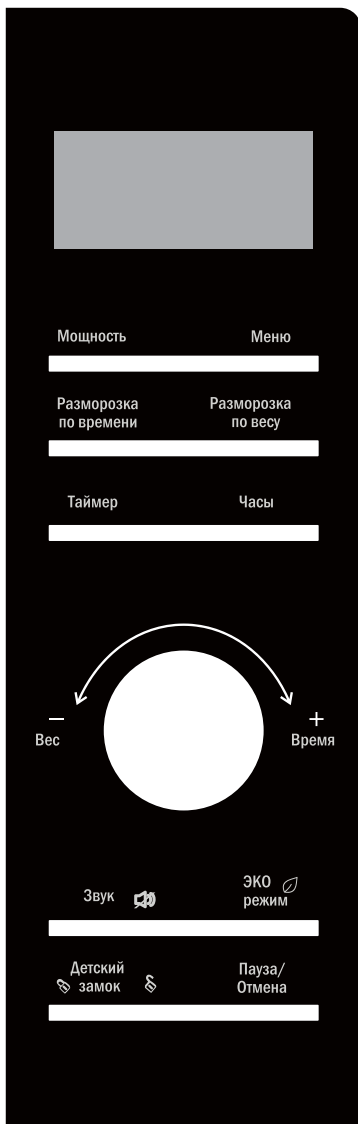 Мощность Меню
Разморозка Разморозка
по времени по весу
Таймер Часы
− +
Вес Время
Звук ЭКО
режим
Детский Пауза/
замок Отмена